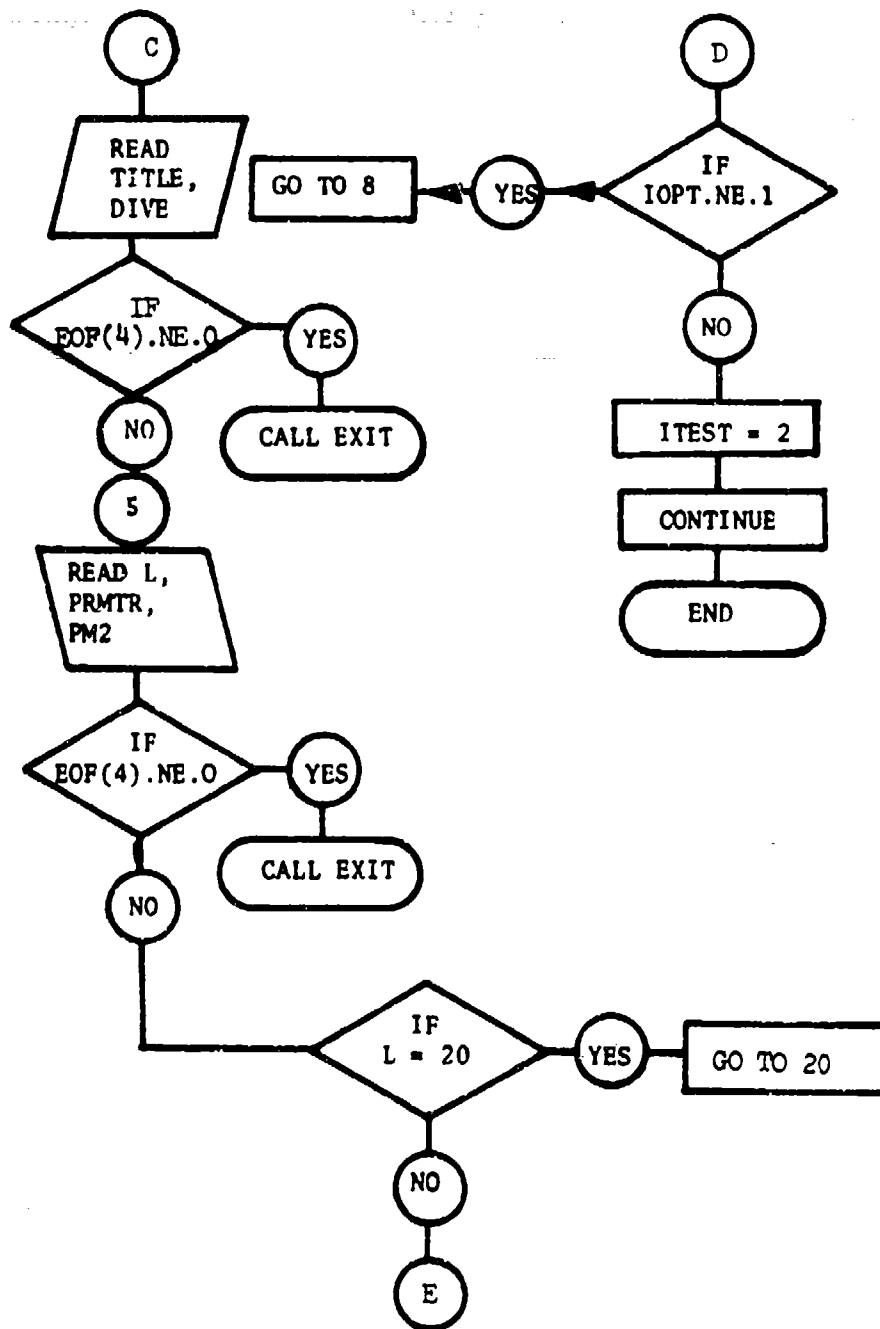 C
READ
TITLE,
DIVE
IF
EOF(4).NE.0
YES
CALL EXIT
NO
5
READ L,
PRMTR,
PM2
IF
EOF(4).NE.0
YES
CALL EXIT
NO
IF
L = 20
YES
GO TO 20
NO
E
D
IF
IOPT.NE.1
YES
GO TO 8
NO
ITEST = 2
CONTINUE
END